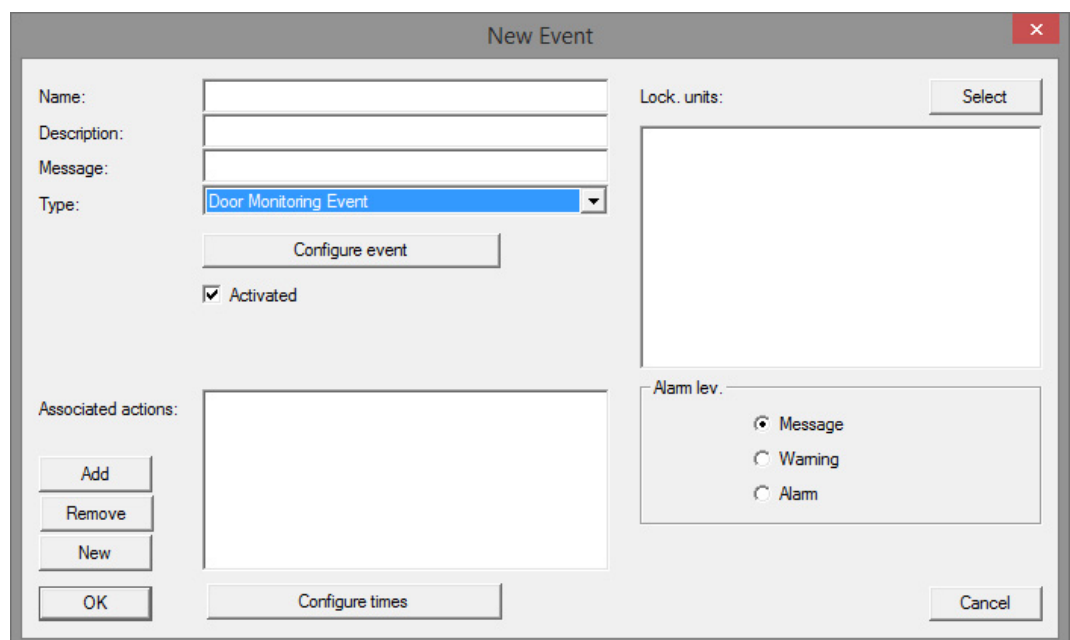 New Event
Name:
Description:
Message:
Type:
Door Monitoring Event
Configure event
Activated
Associated actions:
Add
Remove
New
OK
Configure times
Lock. units:
Select
Alarm lev.
Message
Warning
Alarm
Cancel